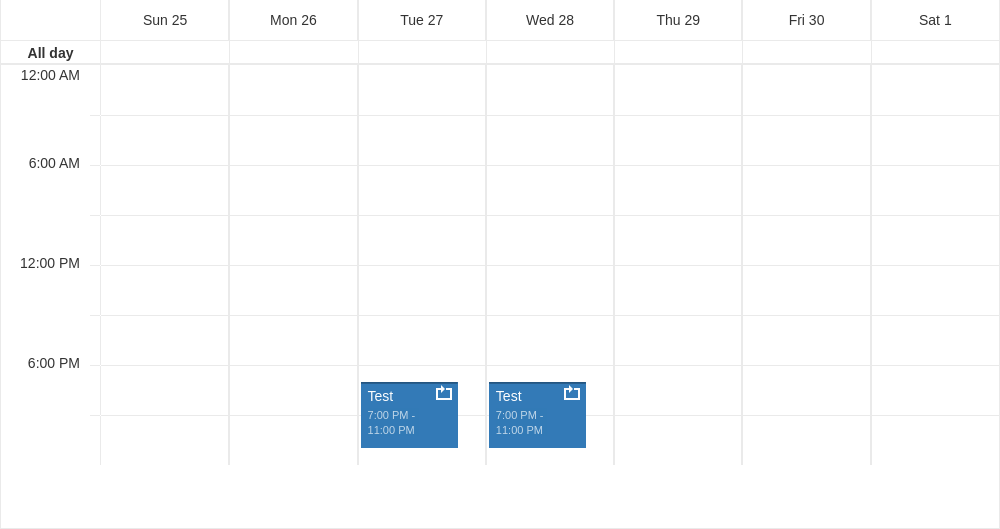 Sun 25 Mon 26 Tue 27 Wed 28 Thu 29 Fri 30 Sat 1
All day
12:00 AM
6:00 AM
12:00 PM
6:00 PM
Test
7:00 PM -
11:00 PM
Test
7:00 PM -
11:00 PM